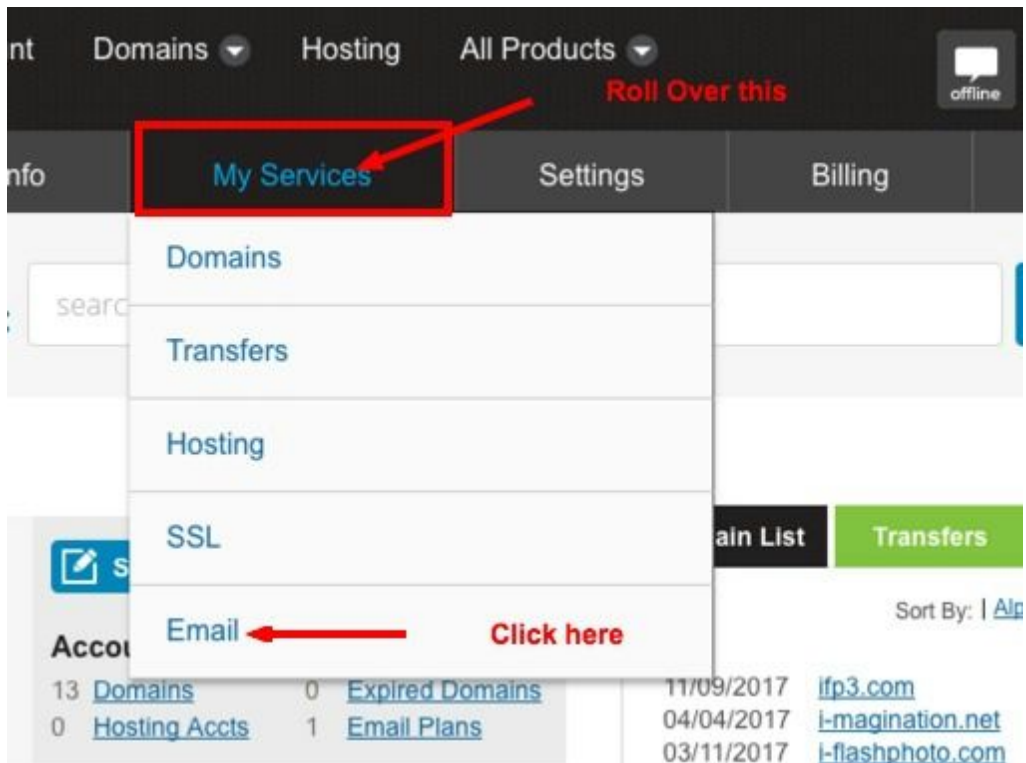 nt Domains Hosting All Products
Roll Over this
offline
nfo My Services Settings Billing
Domains
searc
Transfers
Hosting
SSL
ain List Transfers
S
Email Click here
Sort By: | Alp
Accou
13 Domains 0 Expired Domains
0 Hosting Accts 1 Email Plans
11/09/2017 ifp3.com
04/04/2017 i-magination.net
03/11/2017 i-flashphoto.com